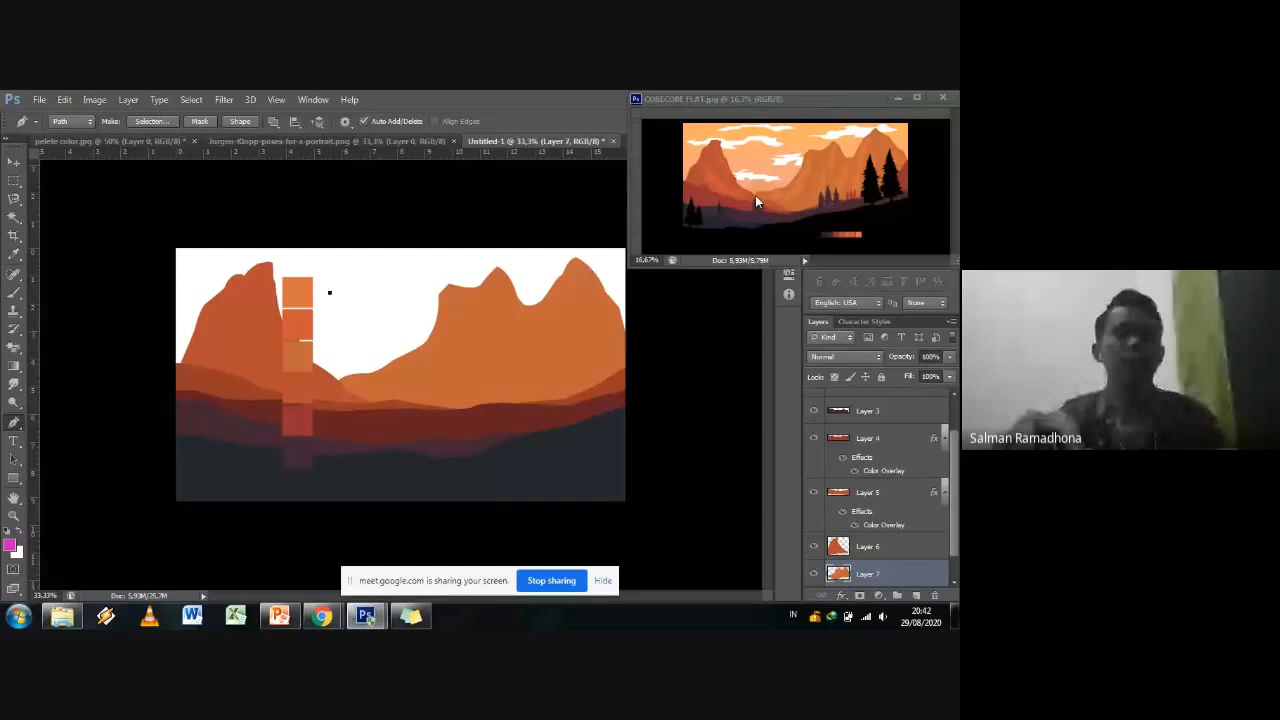 Ps File Edit Image Layer Type Select Filter 3D View Window Help
COBECOBE FLAT.jpg @ 16,7% (RGB/8)
Path Make: Selection... Mask Shape Auto Add/Delete Align Edges
pelete color.jpg @ 50% (Layer 0, RGB/8) * × Jurgen-Klopp-poses-for-a-portrait.png @ 33,3% (Layer 0, RGB/8) × Untitled-1 @ 33,3% (Layer 7, RGB/8) * ×
16,67% Doc: 5,93M/5,79M
English: USA None
Layers Character Styles
Kind
Normal Opacity: 100%
Locks: Fill: 100%
Layer 3
Layer 4 fx
Effects
Color Overlay
Layer 5 fx
Effects
Color Overlay
Layer 6
Layer 7
Salman Ramadhona
meet.google.com is sharing your screen. Stop sharing Hide
33,33% Doc: 5,93M/25,7M
IN 20:42
29/08/2020